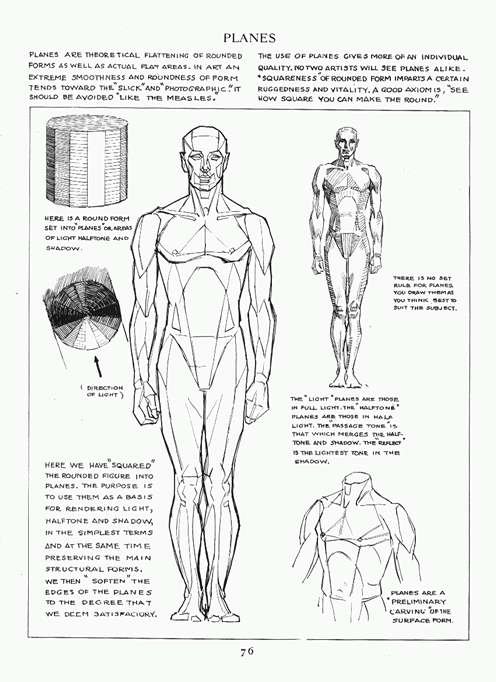 PLANES
PLANES ARE THEORETICAL FLATTENING OF ROUNDED
FORMS AS WELL AS ACTUAL FLAT AREAS. IN ART AN
EXTREME SMOOTHNESS AND ROUNDNESS OF FORM
TENDS TOWARD THE "SLICK" AND "PHOTOGRAPHIC." IT
SHOULD BE AVOIDED "LIKE THE MEASLES."
THE USE OF PLANES GIVES MORE OF AN INDIVIDUAL
QUALITY. NO TWO ARTISTS WILL SEE PLANES ALIKE.
"SQUARENESS" OF ROUNDED FORM IMPARTS A CERTAIN
RUGGEDNESS AND VITALITY. A GOOD AXIOM IS, "SEE
HOW SQUARE YOU CAN MAKE THE ROUND."
HERE IS A ROUND FORM
SET INTO "PLANES" OR AREAS
OF LIGHT HALFTONE AND
SHADOW.
(DIRECTION
OF LIGHT)
THERE IS NO SET
RULE FOR PLANES.
YOU DRAW THEM AS
YOU THINK BEST TO
SUIT THE SUBJECT.
THE "LIGHT" PLANES ARE THOSE
IN FULL LIGHT. THE "HALFTONE"
PLANES ARE THOSE IN HALF
LIGHT. THE "PASSAGE TONE" IS
THAT WHICH MERGES THE HALF-
TONE AND SHADOW. THE "REFLECT"
IS THE LIGHTEST TONE IN THE
SHADOW.
HERE WE HAVE "SQUARED"
THE ROUNDED FIGURE INTO
PLANES. THE PURPOSE IS
TO USE THEM AS A BASIS
FOR RENDERING LIGHT,
HALFTONE AND SHADOW,
IN THE SIMPLEST TERMS
AND AT THE SAME TIME
PRESERVING THE MAIN
STRUCTURAL FORMS.
WE THEN "SOFTEN" THE
EDGES OF THE PLANES
TO THE DEGREE THAT
WE DEEM SATISFACTORY.
PLANES ARE A
"PRELIMINARY
CARVING" OF THE
SURFACE FORM.
76